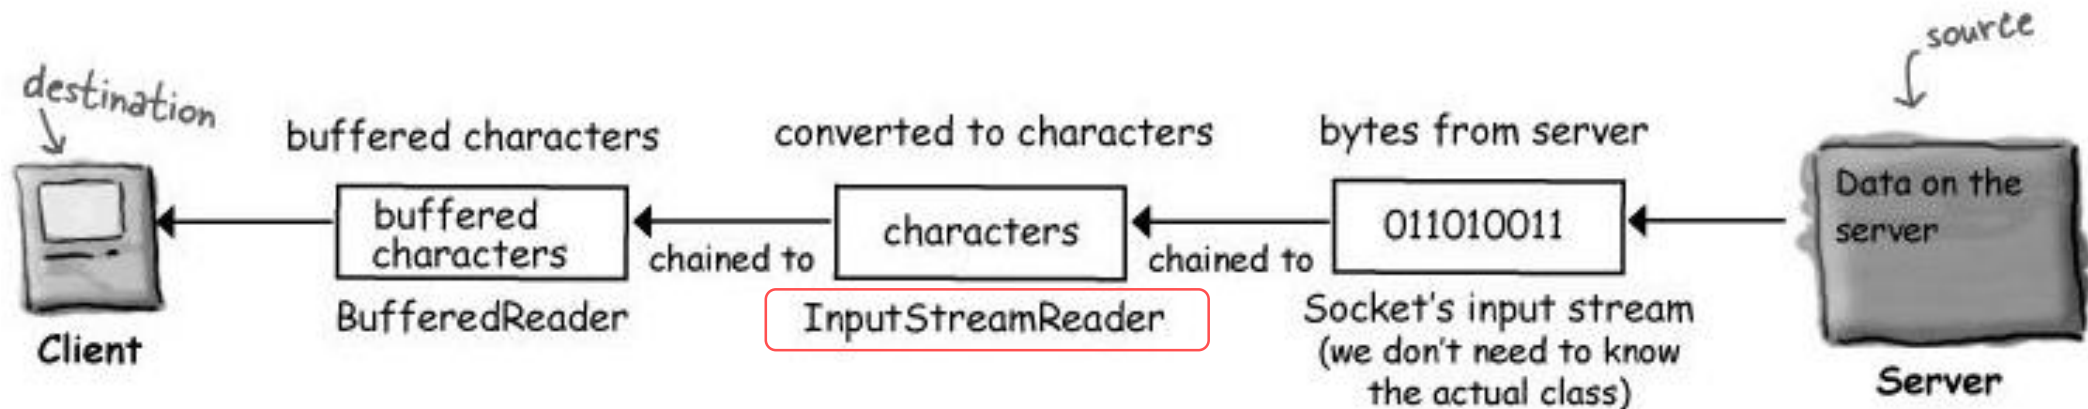 source
destination
buffered characters
converted to characters
bytes from server
buffered
characters
characters
011010011
Data on the
server
chained to
chained to
BufferedReader
InputStreamReader
Socket's input stream
(we don't need to know
the actual class)
Client
Server